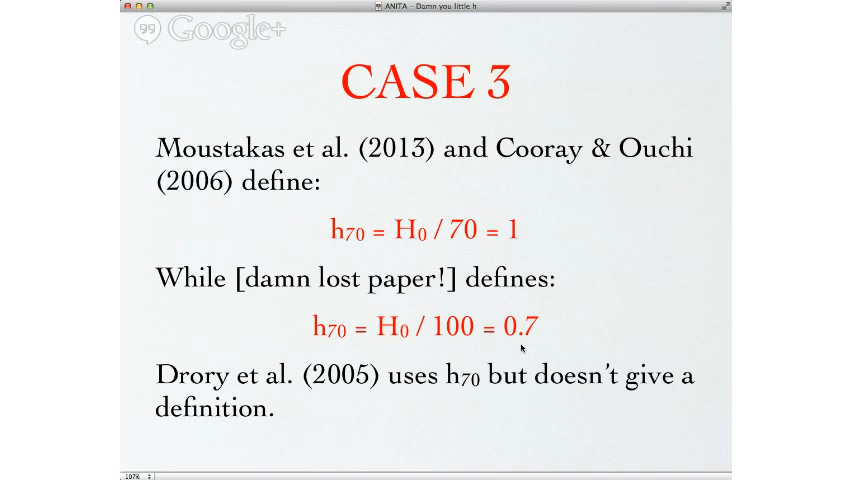 ANITA – Damn you little h
Google+
CASE 3
Moustakas et al. (2013) and Cooray & Ouchi
(2006) define:
h₇₀ = H₀ / 70 = 1
While [damn lost paper!] defines:
h₇₀ = H₀ / 100 = 0.7
Drory et al. (2005) uses h₇₀ but doesn't give a
definition.
107%